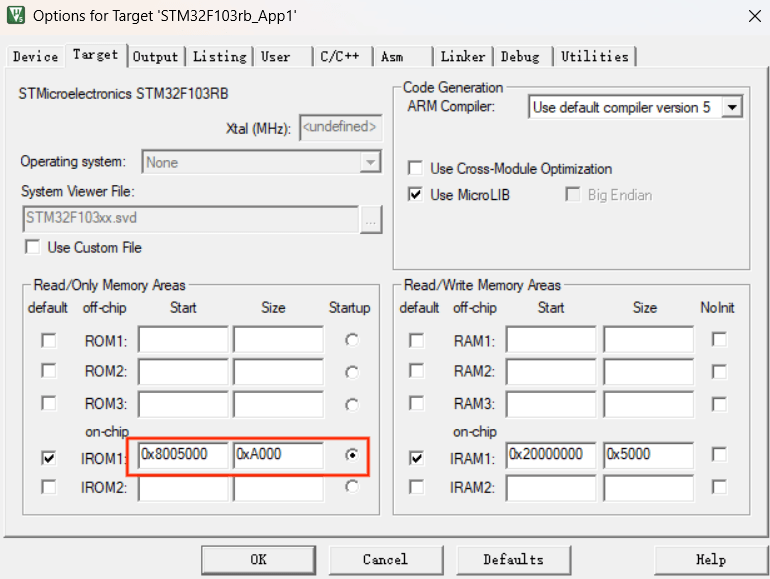 Options for Target 'STM32F103rb_App1'
Device Target Output Listing User C/C++ Asm Linker Debug Utilities
STMicroelectronics STM32F103RB
Xtal (MHz): <undefined>
Operating system: None
System Viewer File:
STM32F103xx.svd ...
Use Custom File
Code Generation
ARM Compiler: Use default compiler version 5
Use Cross-Module Optimization
Use MicroLIB Big Endian
Read/Only Memory Areas
default off-chip Start Size Startup
ROM1:
ROM2:
ROM3:
on-chip
IROM1: 0x8005000 0xA000
IROM2:
Read/Write Memory Areas
default off-chip Start Size NoInit
RAM1:
RAM2:
RAM3:
on-chip
IRAM1: 0x20000000 0x5000
IRAM2:
OK Cancel Defaults Help